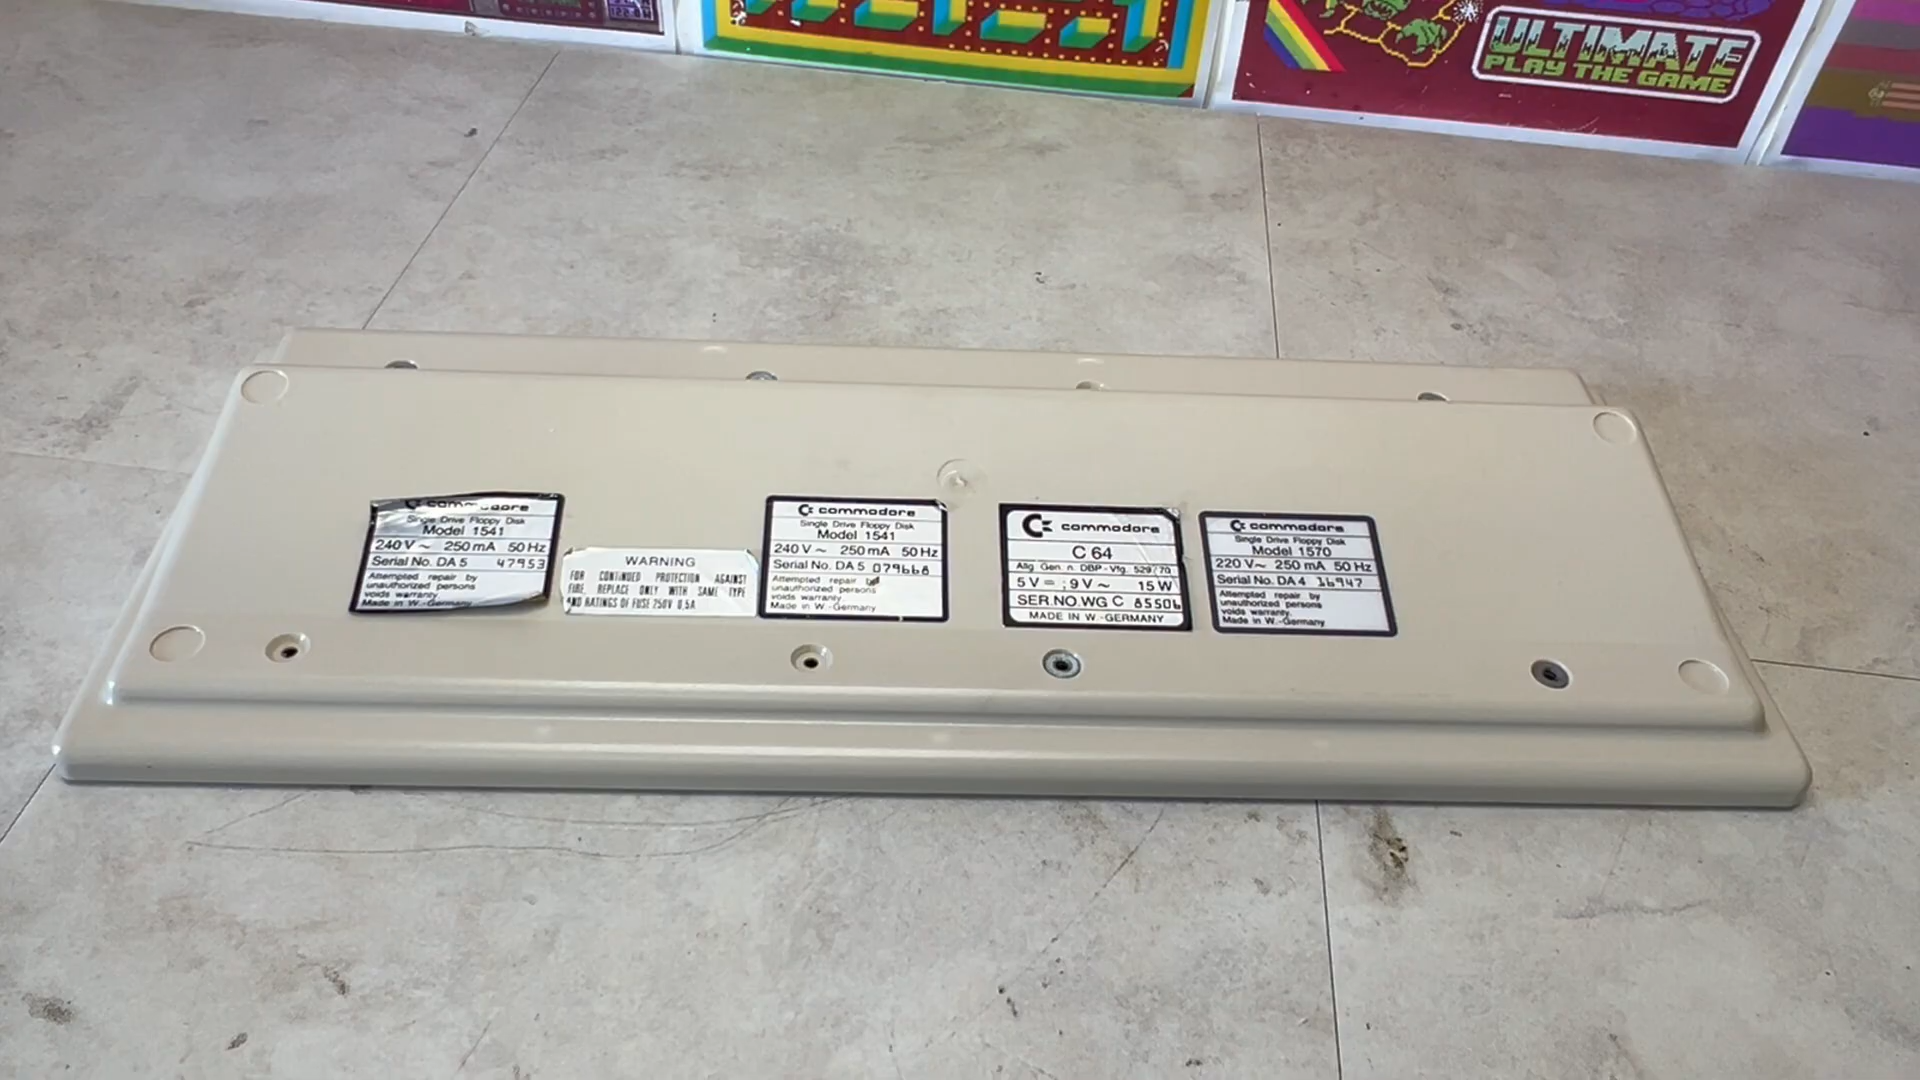 ULTIMATE
PLAY THE GAME
commodore
Single Drive Floppy Disk
Model 1541
240 V ~ 250 mA 50 Hz
Serial No. DA 5 47953
Attempted repair by
unauthorized persons
voids warranty
Made in W.-Germany
WARNING
FOR CONTINUED PROTECTION AGAINST
FIRE, REPLACE ONLY WITH SAME TYPE
AND RATINGS OF FUSE 250V 0,5A
commodore
Single Drive Floppy Disk
Model 1541
240 V ~ 250 mA 50 Hz
Serial No. DA 5 079668
Attempted repair by
unauthorized persons
voids warranty.
Made in W.-Germany
commodore
C 64
Allg. Gen. n. DBP-Vfg. 529/70
5 V = : 9 V ~ 15 W
SER.NO.WG C 85506
MADE IN W.-GERMANY
commodore
Single Drive Floppy Disk
Model 1570
220 V~ 250 mA 50 Hz
Serial No. DA 4 16947
Attempted repair by
unauthorized persons
voids warranty.
Made in W.-Germany